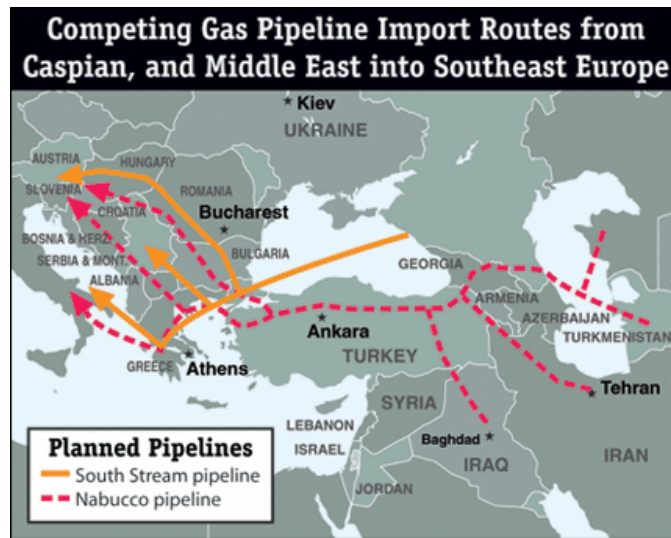 Competing Gas Pipeline Import Routes from
Caspian, and Middle East into Southeast Europe
Kiev
UKRAINE
AUSTRIA
HUNGARY
SLOVENIA
ROMANIA
CROATIA
Bucharest
BOSNIA & HERZ.
BULGARIA
SERBIA & MONT.
GEORGIA
ALBANIA
ARMENIA
AZERBAIJAN
Ankara
TURKMENISTAN
TURKEY
GREECE
Athens
Tehran
SYRIA
LEBANON
Baghdad
ISRAEL
IRAQ
IRAN
JORDAN
Planned Pipelines
South Stream pipeline
Nabucco pipeline